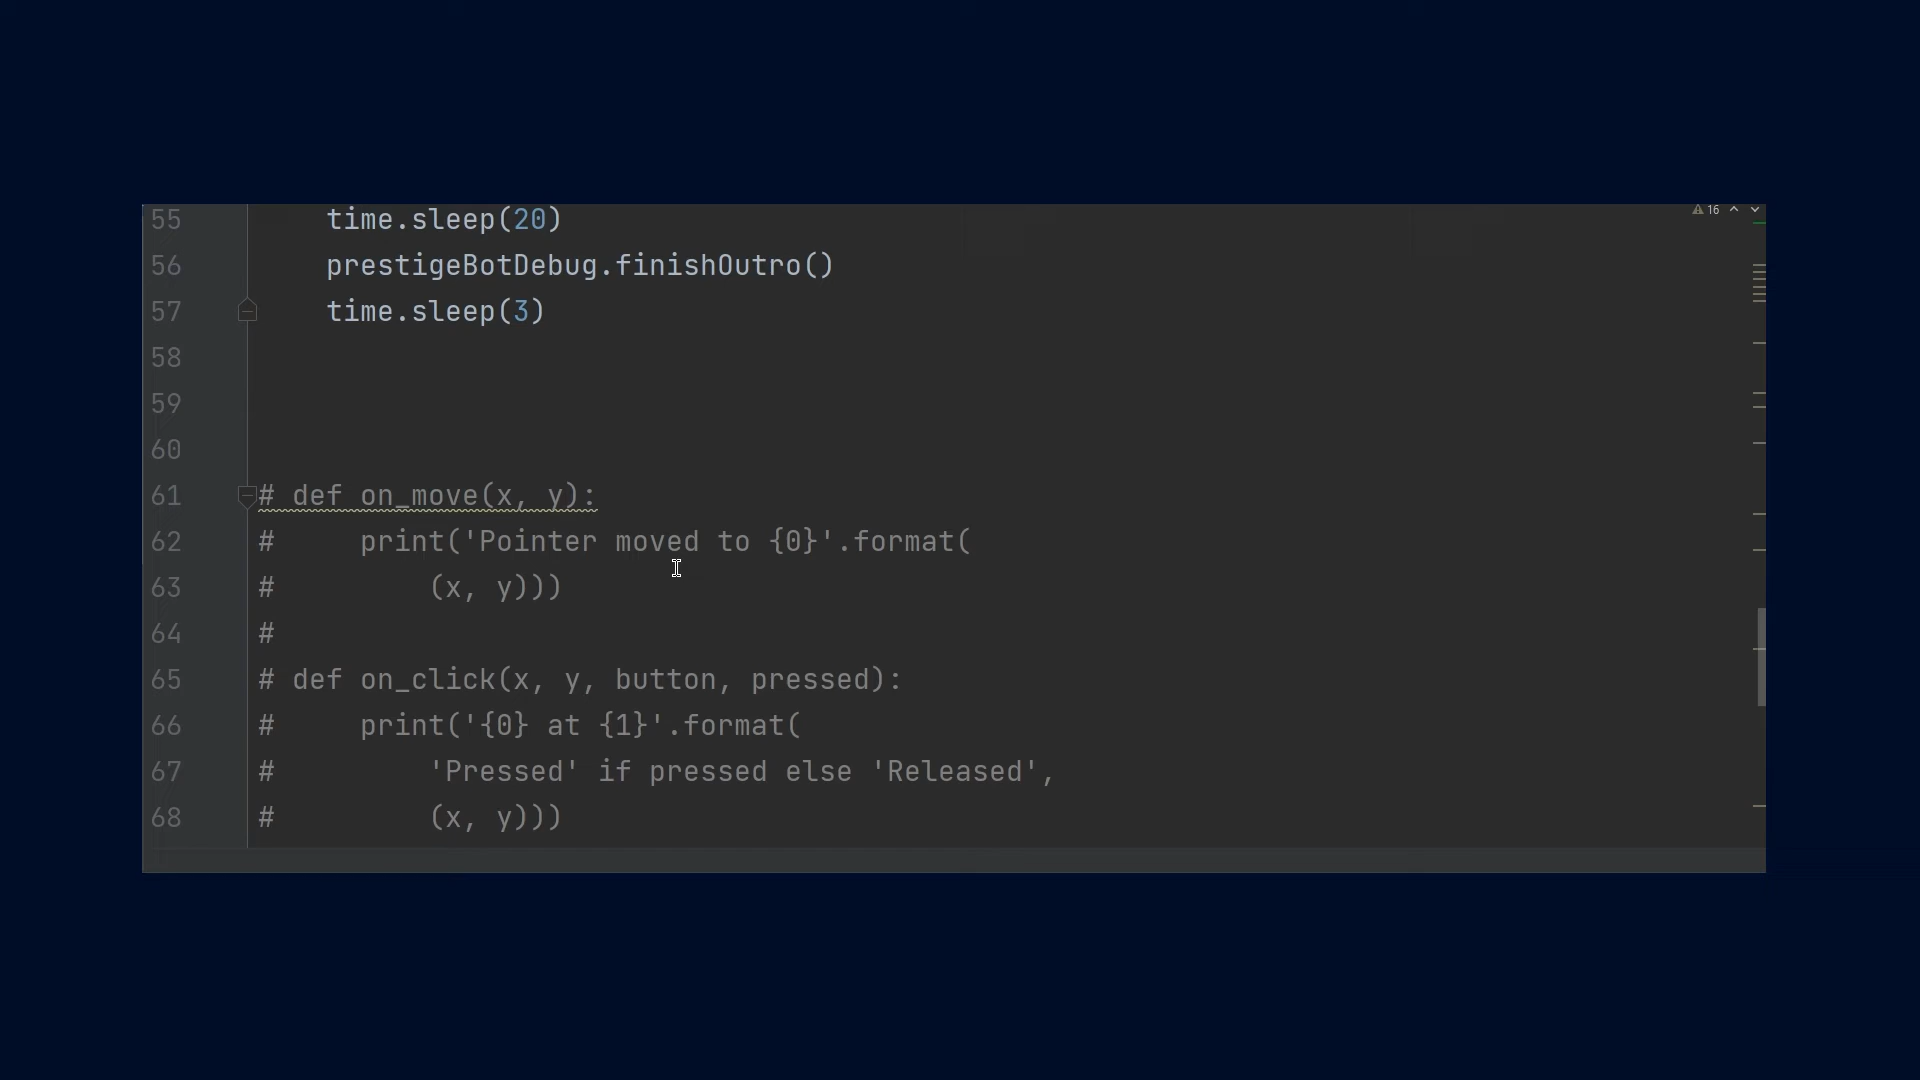 16
55 time.sleep(20)
56 prestigeBotDebug.finishOutro()
57 time.sleep(3)
58
59
60
61 # def on_move(x, y):
62 #     print('Pointer moved to {0}'.format(
63 #         (x, y)))
64 #
65 # def on_click(x, y, button, pressed):
66 #     print('{0} at {1}'.format(
67 #         'Pressed' if pressed else 'Released',
68 #         (x, y)))